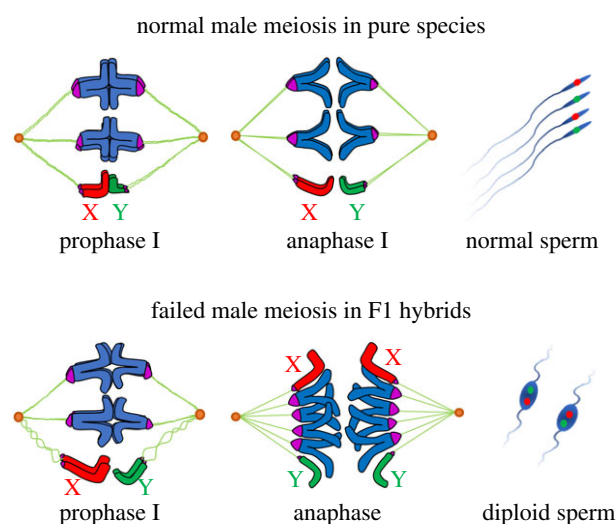 normal male meiosis in pure species
X Y
prophase I anaphase I normal sperm
failed male meiosis in F1 hybrids
X X
X Y Y Y
prophase I anaphase diploid sperm